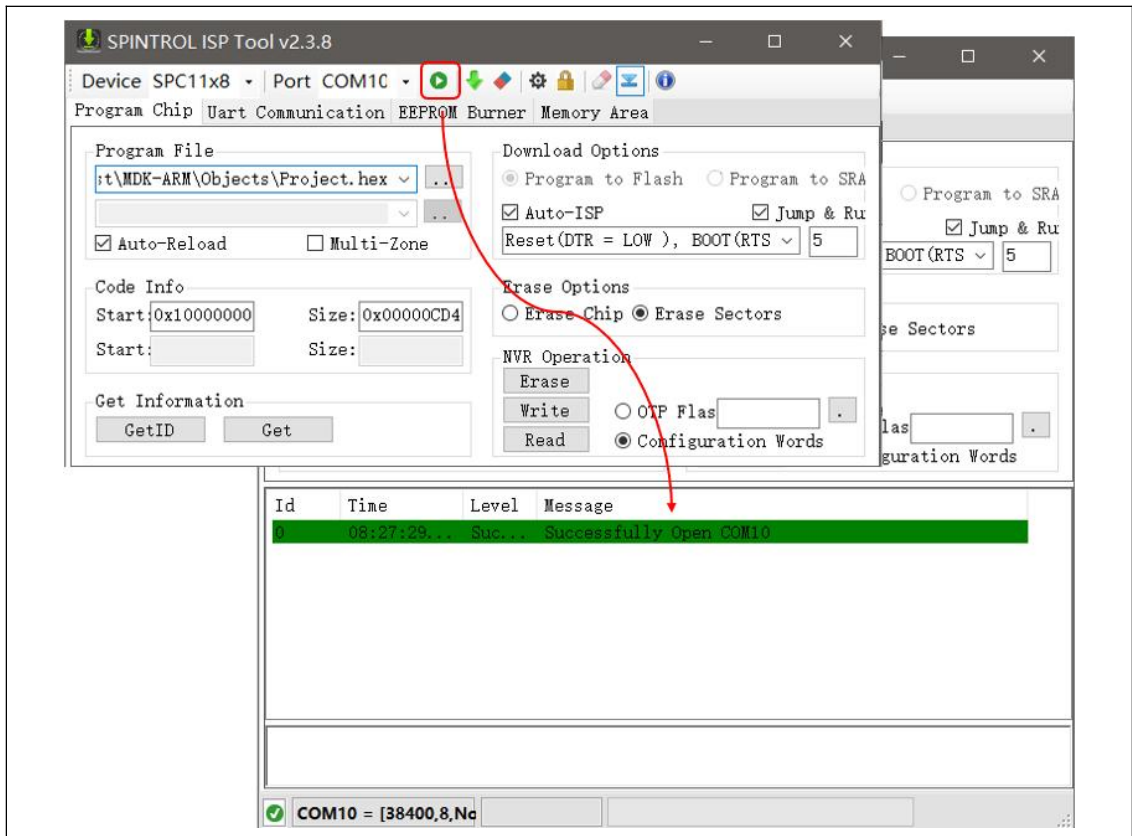 SPINTROL ISP Tool v2.3.8
Device SPC11x8 Port COM10
Program Chip Uart Communication EEPROM Burner Memory Area
Program File
;t\MDK-ARM\Objects\Project.hex ..
..
Auto-Reload Multi-Zone
Code Info
Start:0x10000000 Size:0x00000CD4
Start: Size:
Get Information
GetID Get
Download Options
Program to Flash Program to SRA
Auto-ISP Jump & Ru
Reset(DTR = LOW ), BOOT(RTS 5
Erase Options
Erase Chip Erase Sectors
NVR Operation
Erase
Write OTP Flas .
Read Configuration Words
Program to SRA
Jump & Ru
BOOT(RTS 5
se Sectors
las .
guration Words
Id Time Level Message
0 08:27:29... Suc... Successfully Open COM10
COM10 = [38400,8,No